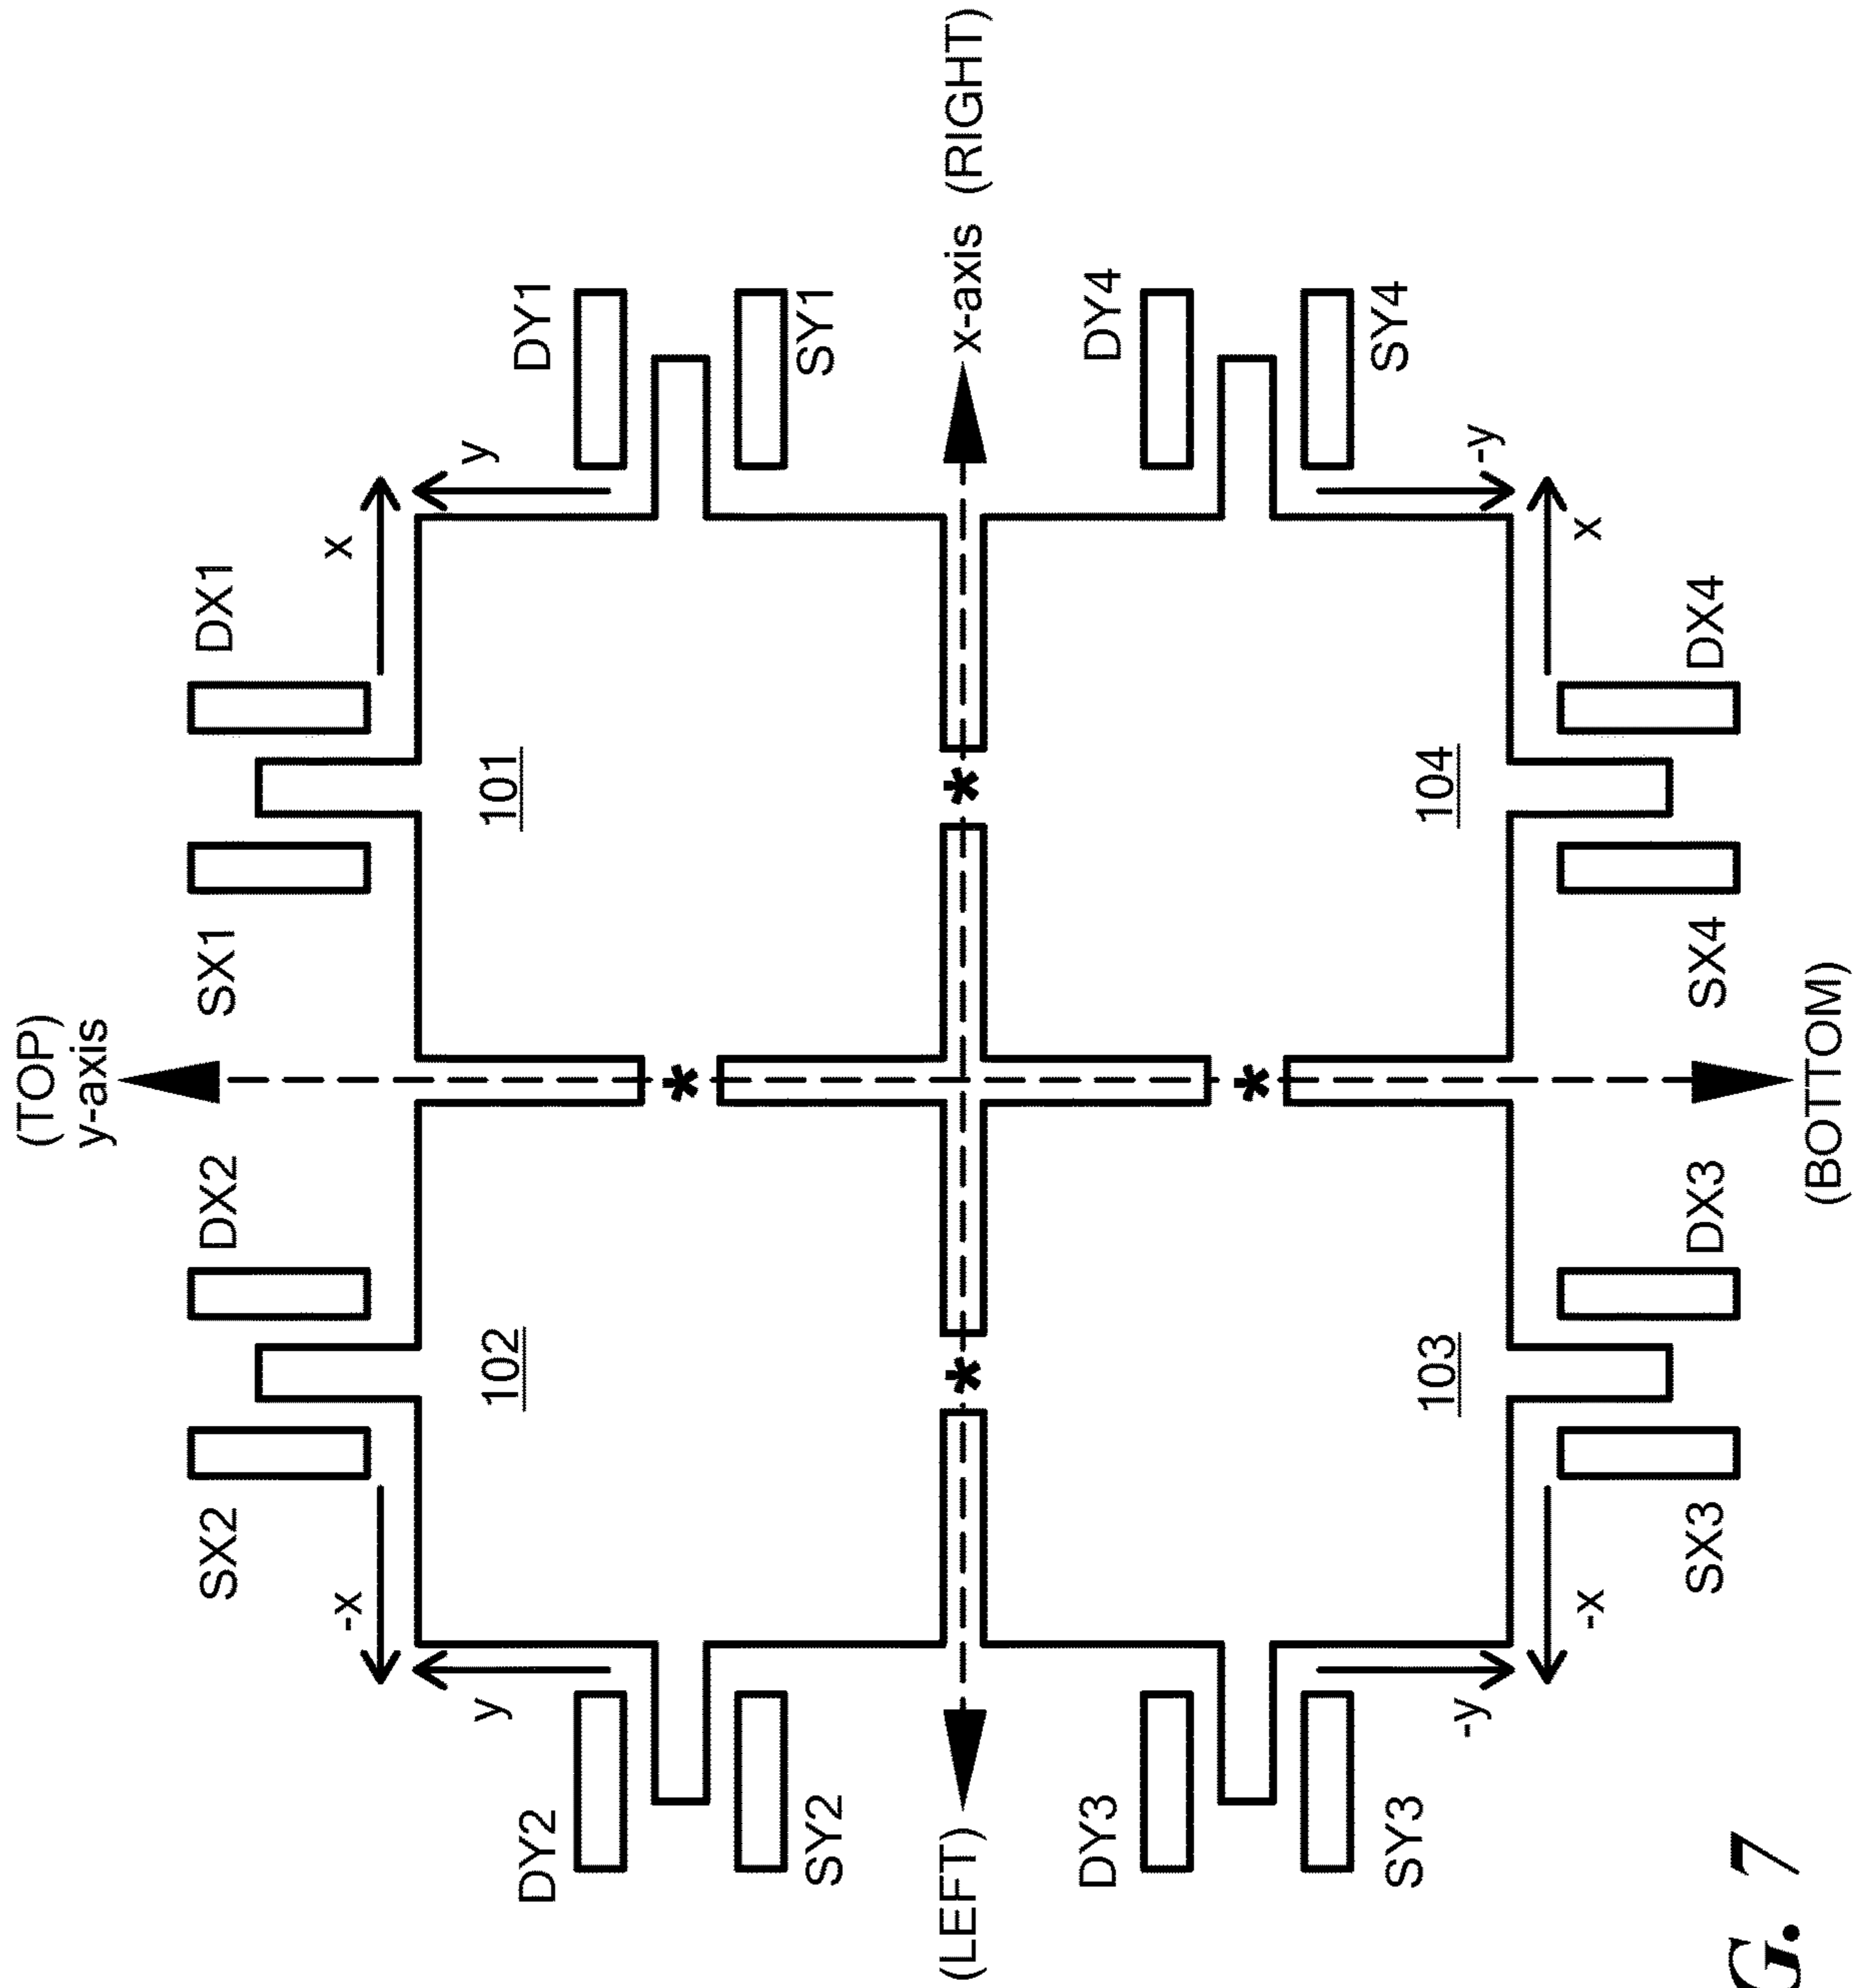 (TOP)
y-axis
DX2
SX1
DX1
SX2
-x
x
102
101
y
y
DY2
DY1
SY2
SY1
*
*
*
(LEFT)
x-axis (RIGHT)
DY3
DY4
*
SY3
SY4
103
104
-y
-y
-x
x
SX3
DX3
SX4
DX4
(BOTTOM)
G. 7